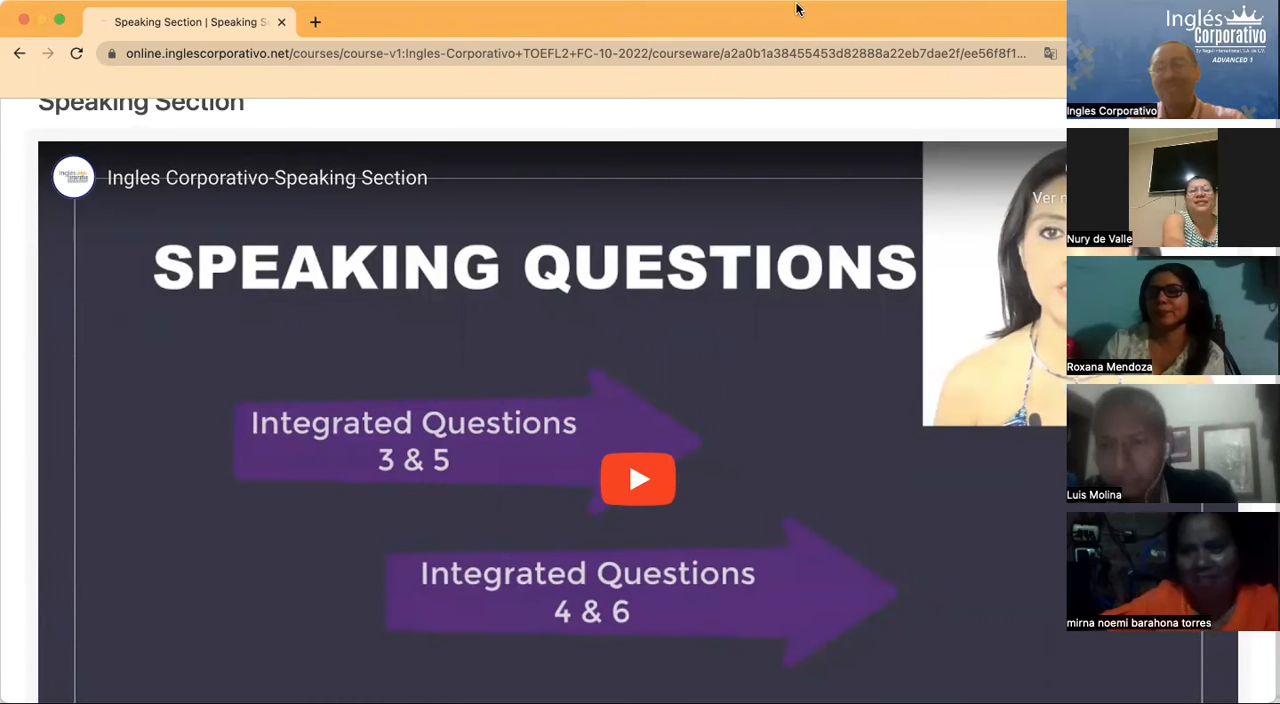 Speaking Section | Speaking S
online.inglescorporativo.net/courses/course-v1:Ingles-Corporativo+TOEFL2+FC-10-2022/courseware/a2a0b1a38455453d82888a22eb7dae2f/ee56f8f1...
Speaking Section
Ingles Corporativo-Speaking Section
Ver
SPEAKING QUESTIONS
Integrated Questions
3 & 5
Integrated Questions
4 & 6
Inglés
Corporativo
ADVANCED 1
Ingles Corporativo
Nury de Valle
Roxana Mendoza
Luis Molina
mirna noemi barahona torres